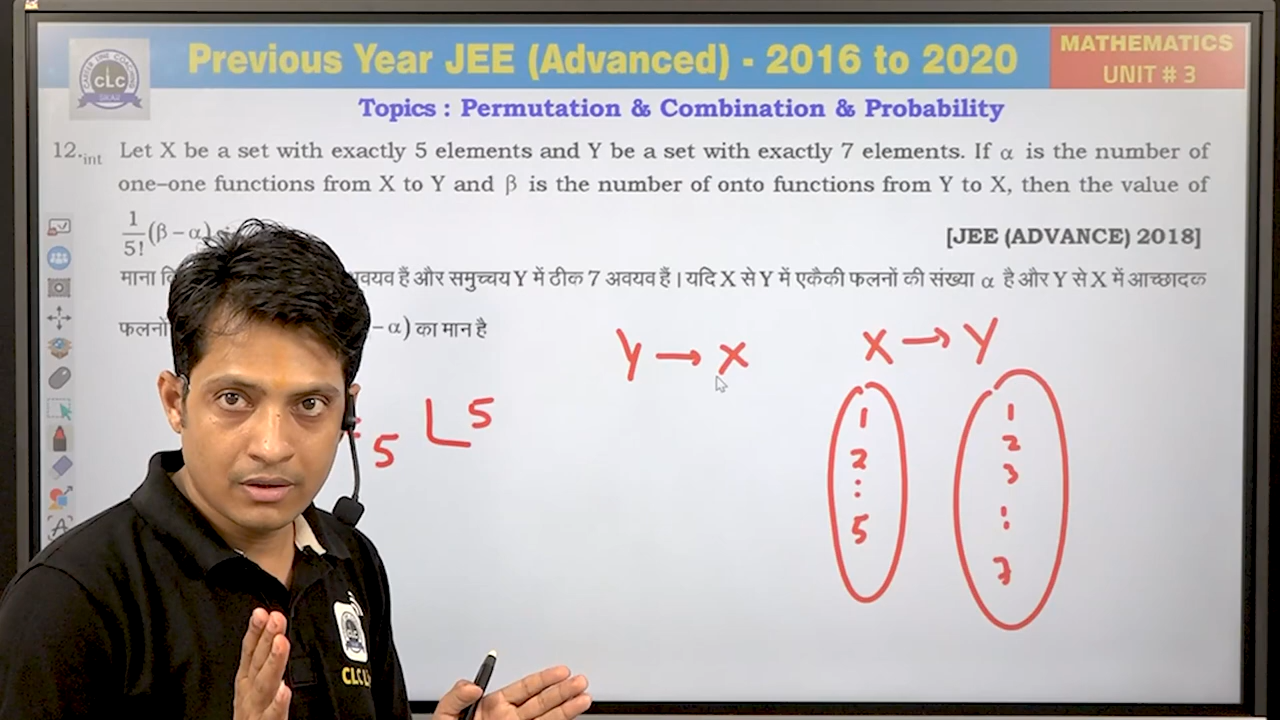 Previous Year JEE (Advanced) - 2016 to 2020
MATHEMATICS
UNIT # 3
CLC
SIKAR
Topics : Permutation & Combination & Probability
12.int Let X be a set with exactly 5 elements and Y be a set with exactly 7 elements. If α is the number of
one–one functions from X to Y and β is the number of onto functions from Y to X, then the value of
1/5! (β – α)
[JEE (ADVANCE) 2018]
माना अवयव हैं और समुच्चय Y में ठीक 7 अवयव हैं। यदि X से Y में एकैकी फलनों की संख्या α है और Y से X में आच्छादक
फलनों – α) का मान है
Y → X
X → Y
5 5
1
2
:
5
1
2
3
:
7
CLC